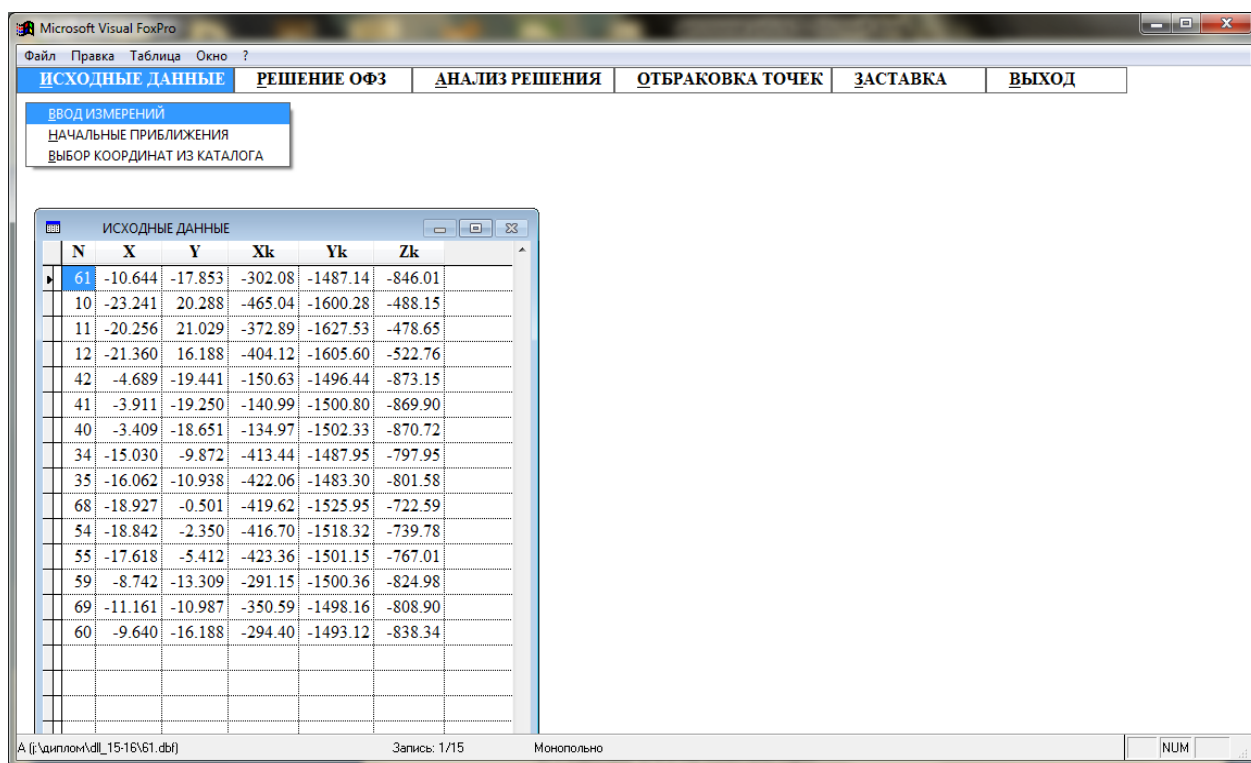 Microsoft Visual FoxPro
Файл Правка Таблица Окно ?
ИСХОДНЫЕ ДАННЫЕ РЕШЕНИЕ ОФЗ АНАЛИЗ РЕШЕНИЯ ОТБРАКОВКА ТОЧЕК ЗАСТАВКА ВЫХОД
ВВОД ИЗМЕРЕНИЙ
НАЧАЛЬНЫЕ ПРИБЛИЖЕНИЯ
ВЫБОР КООРДИНАТ ИЗ КАТАЛОГА
ИСХОДНЫЕ ДАННЫЕ
N X Y Xk Yk Zk
61 -10.644 -17.853 -302.08 -1487.14 -846.01
10 -23.241 20.288 -465.04 -1600.28 -488.15
11 -20.256 21.029 -372.89 -1627.53 -478.65
12 -21.360 16.188 -404.12 -1605.60 -522.76
42 -4.689 -19.441 -150.63 -1496.44 -873.15
41 -3.911 -19.250 -140.99 -1500.80 -869.90
40 -3.409 -18.651 -134.97 -1502.33 -870.72
34 -15.030 -9.872 -413.44 -1487.95 -797.95
35 -16.062 -10.938 -422.06 -1483.30 -801.58
68 -18.927 -0.501 -419.62 -1525.95 -722.59
54 -18.842 -2.350 -416.70 -1518.32 -739.78
55 -17.618 -5.412 -423.36 -1501.15 -767.01
59 -8.742 -13.309 -291.15 -1500.36 -824.98
69 -11.161 -10.987 -350.59 -1498.16 -808.90
60 -9.640 -16.188 -294.40 -1493.12 -838.34
A (j:\диплом\dll_15-16\61.dbf) Запись: 1/15 Монопольно NUM